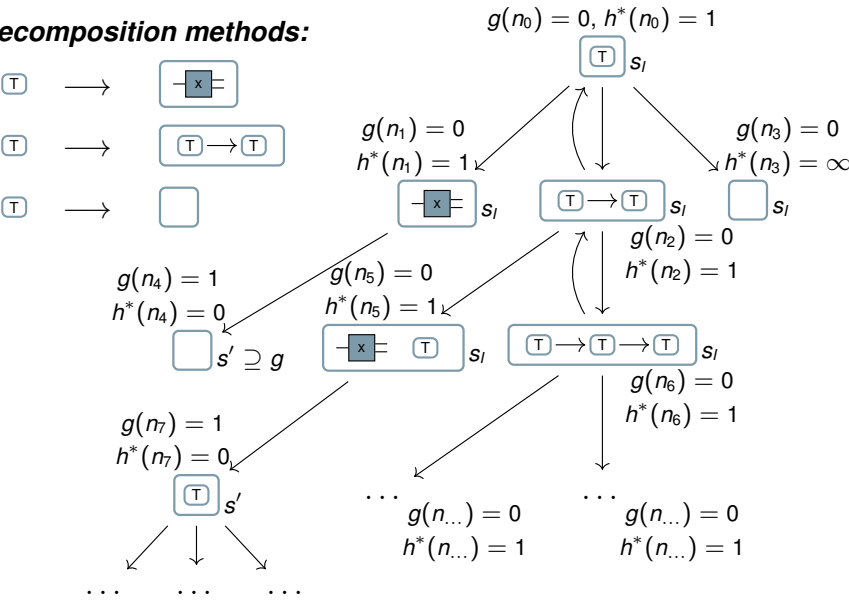 g(n₀) = 0, h*(n₀) = 1
ecomposition methods:
T s_I
T x
T T T
T
g(n₁) = 0
h*(n₁) = 1
g(n₃) = 0
h*(n₃) = ∞
x s_I
T T s_I
s_I
g(n₂) = 0
h*(n₂) = 1
g(n₄) = 1
h*(n₄) = 0
g(n₅) = 0
h*(n₅) = 1
s′ ⊇ g
x T s_I
T T T s_I
g(n₆) = 0
h*(n₆) = 1
g(n₇) = 1
h*(n₇) = 0
T s′
... ...
g(n...) = 0 g(n...) = 0
h*(n...) = 1 h*(n...) = 1
... ... ...